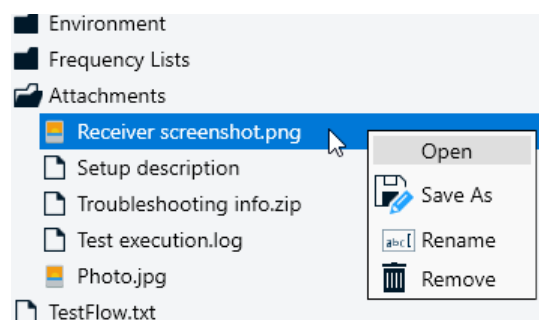 Environment
Frequency Lists
Attachments
Receiver screenshot.png
Open
Setup description
Save As
Troubleshooting info.zip
abc[ Rename
Test execution.log
Remove
Photo.jpg
TestFlow.txt